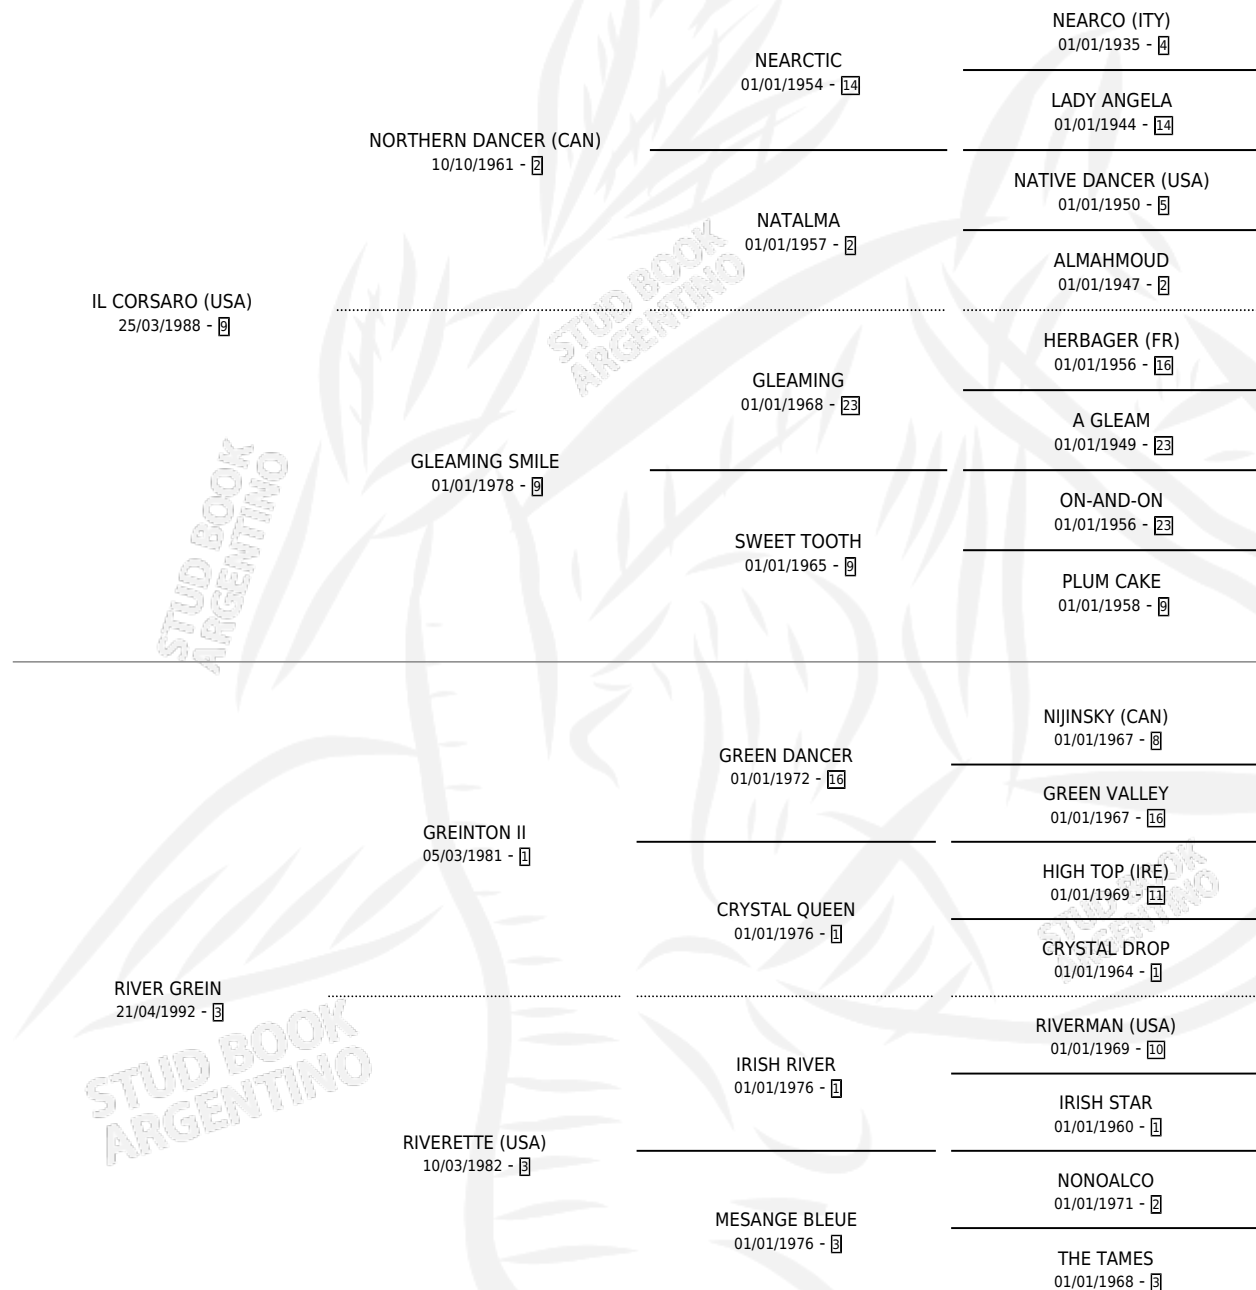 NEARCO (ITY)
01/01/1935 - 4
NEARCTIC
01/01/1954 - 14
LADY ANGELA
01/01/1944 - 14
NORTHERN DANCER (CAN)
10/10/1961 - 2
NATIVE DANCER (USA)
01/01/1950 - 5
NATALMA
01/01/1957 - 2
ALMAHMOUD
01/01/1947 - 2
IL CORSARO (USA)
25/03/1988 - 9
HERBAGER (FR)
01/01/1956 - 16
GLEAMING
01/01/1968 - 23
A GLEAM
01/01/1949 - 23
GLEAMING SMILE
01/01/1978 - 9
ON-AND-ON
01/01/1956 - 23
SWEET TOOTH
01/01/1965 - 9
PLUM CAKE
01/01/1958 - 9
NIJINSKY (CAN)
01/01/1967 - 8
GREEN DANCER
01/01/1972 - 16
GREEN VALLEY
01/01/1967 - 16
GREINTON II
05/03/1981 - 1
HIGH TOP (IRE)
01/01/1969 - 11
CRYSTAL QUEEN
01/01/1976 - 1
CRYSTAL DROP
01/01/1964 - 1
RIVER GREIN
21/04/1992 - 3
RIVERMAN (USA)
01/01/1969 - 10
IRISH RIVER
01/01/1976 - 1
IRISH STAR
01/01/1960 - 1
RIVERETTE (USA)
10/03/1982 - 3
NONOALCO
01/01/1971 - 2
MESANGE BLEUE
01/01/1976 - 3
THE TAMES
01/01/1968 - 3
STUD BOOK
ARGENTINO
STUD BOOK
ARGENTINO
STUD BOOK
ARGENTINO
STUD BOOK
ARGENTINO